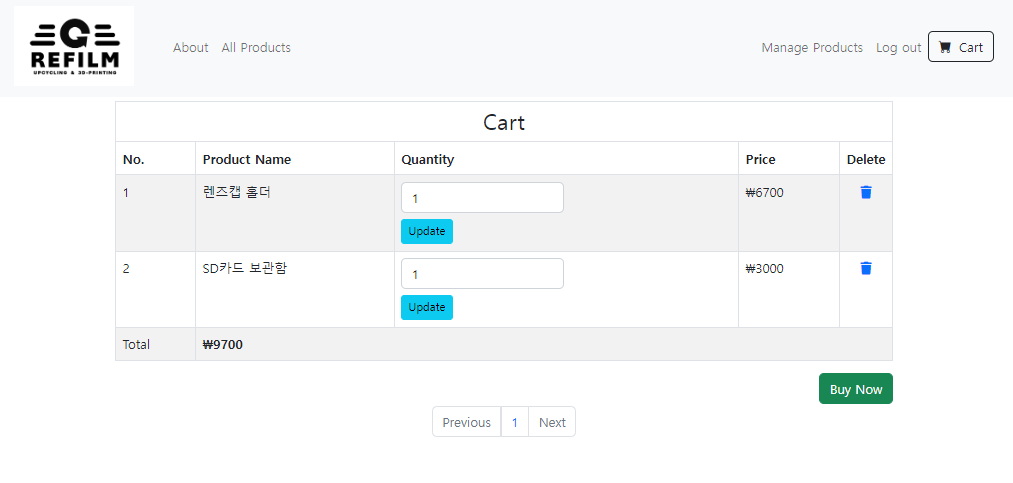 REFILM
UPCYCLING & 3D-PRINTING
About All Products
Manage Products Log out Cart
Cart
No. Product Name Quantity Price Delete
1 렌즈캡 홀더 1 ₩6700
Update
2 SD카드 보관함 1 ₩3000
Update
Total ₩9700
Buy Now
Previous 1 Next